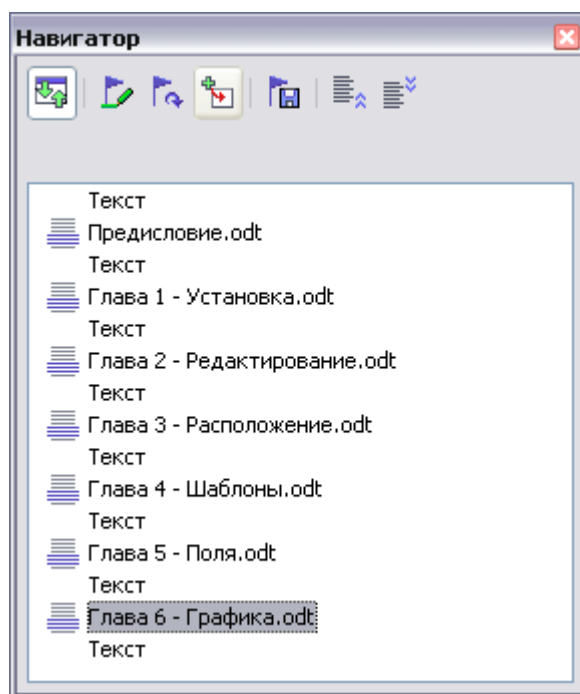 Навигатор
Текст
Предисловие.odt
Текст
Глава 1 - Установка.odt
Текст
Глава 2 - Редактирование.odt
Текст
Глава 3 - Расположение.odt
Текст
Глава 4 - Шаблоны.odt
Текст
Глава 5 - Поля.odt
Текст
Глава 6 - Графика.odt
Текст